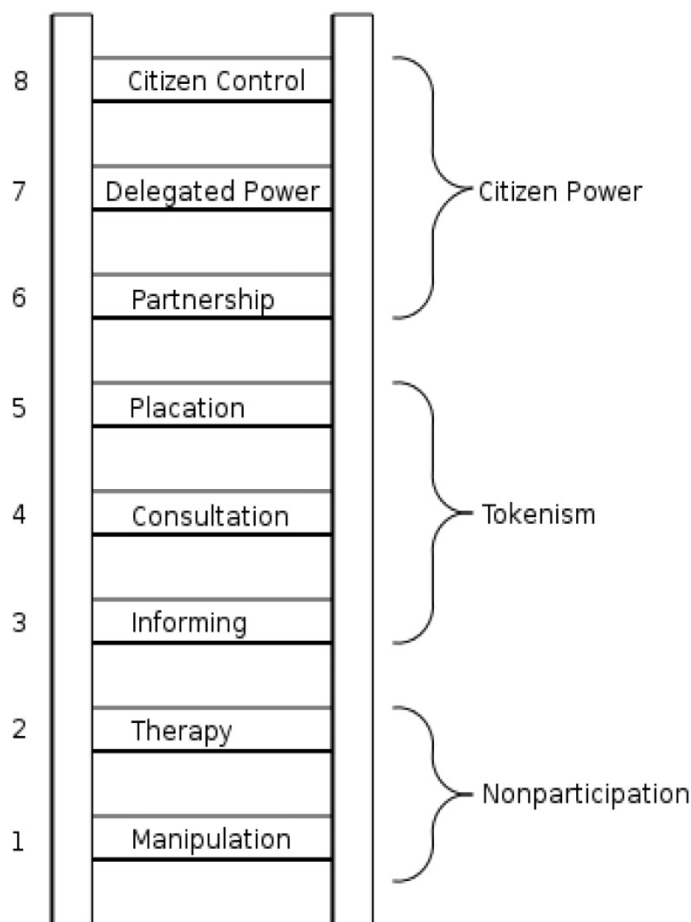 8 Citizen Control
7 Delegated Power
Citizen Power
6 Partnership
5 Placation
4 Consultation
Tokenism
3 Informing
2 Therapy
Nonparticipation
1 Manipulation